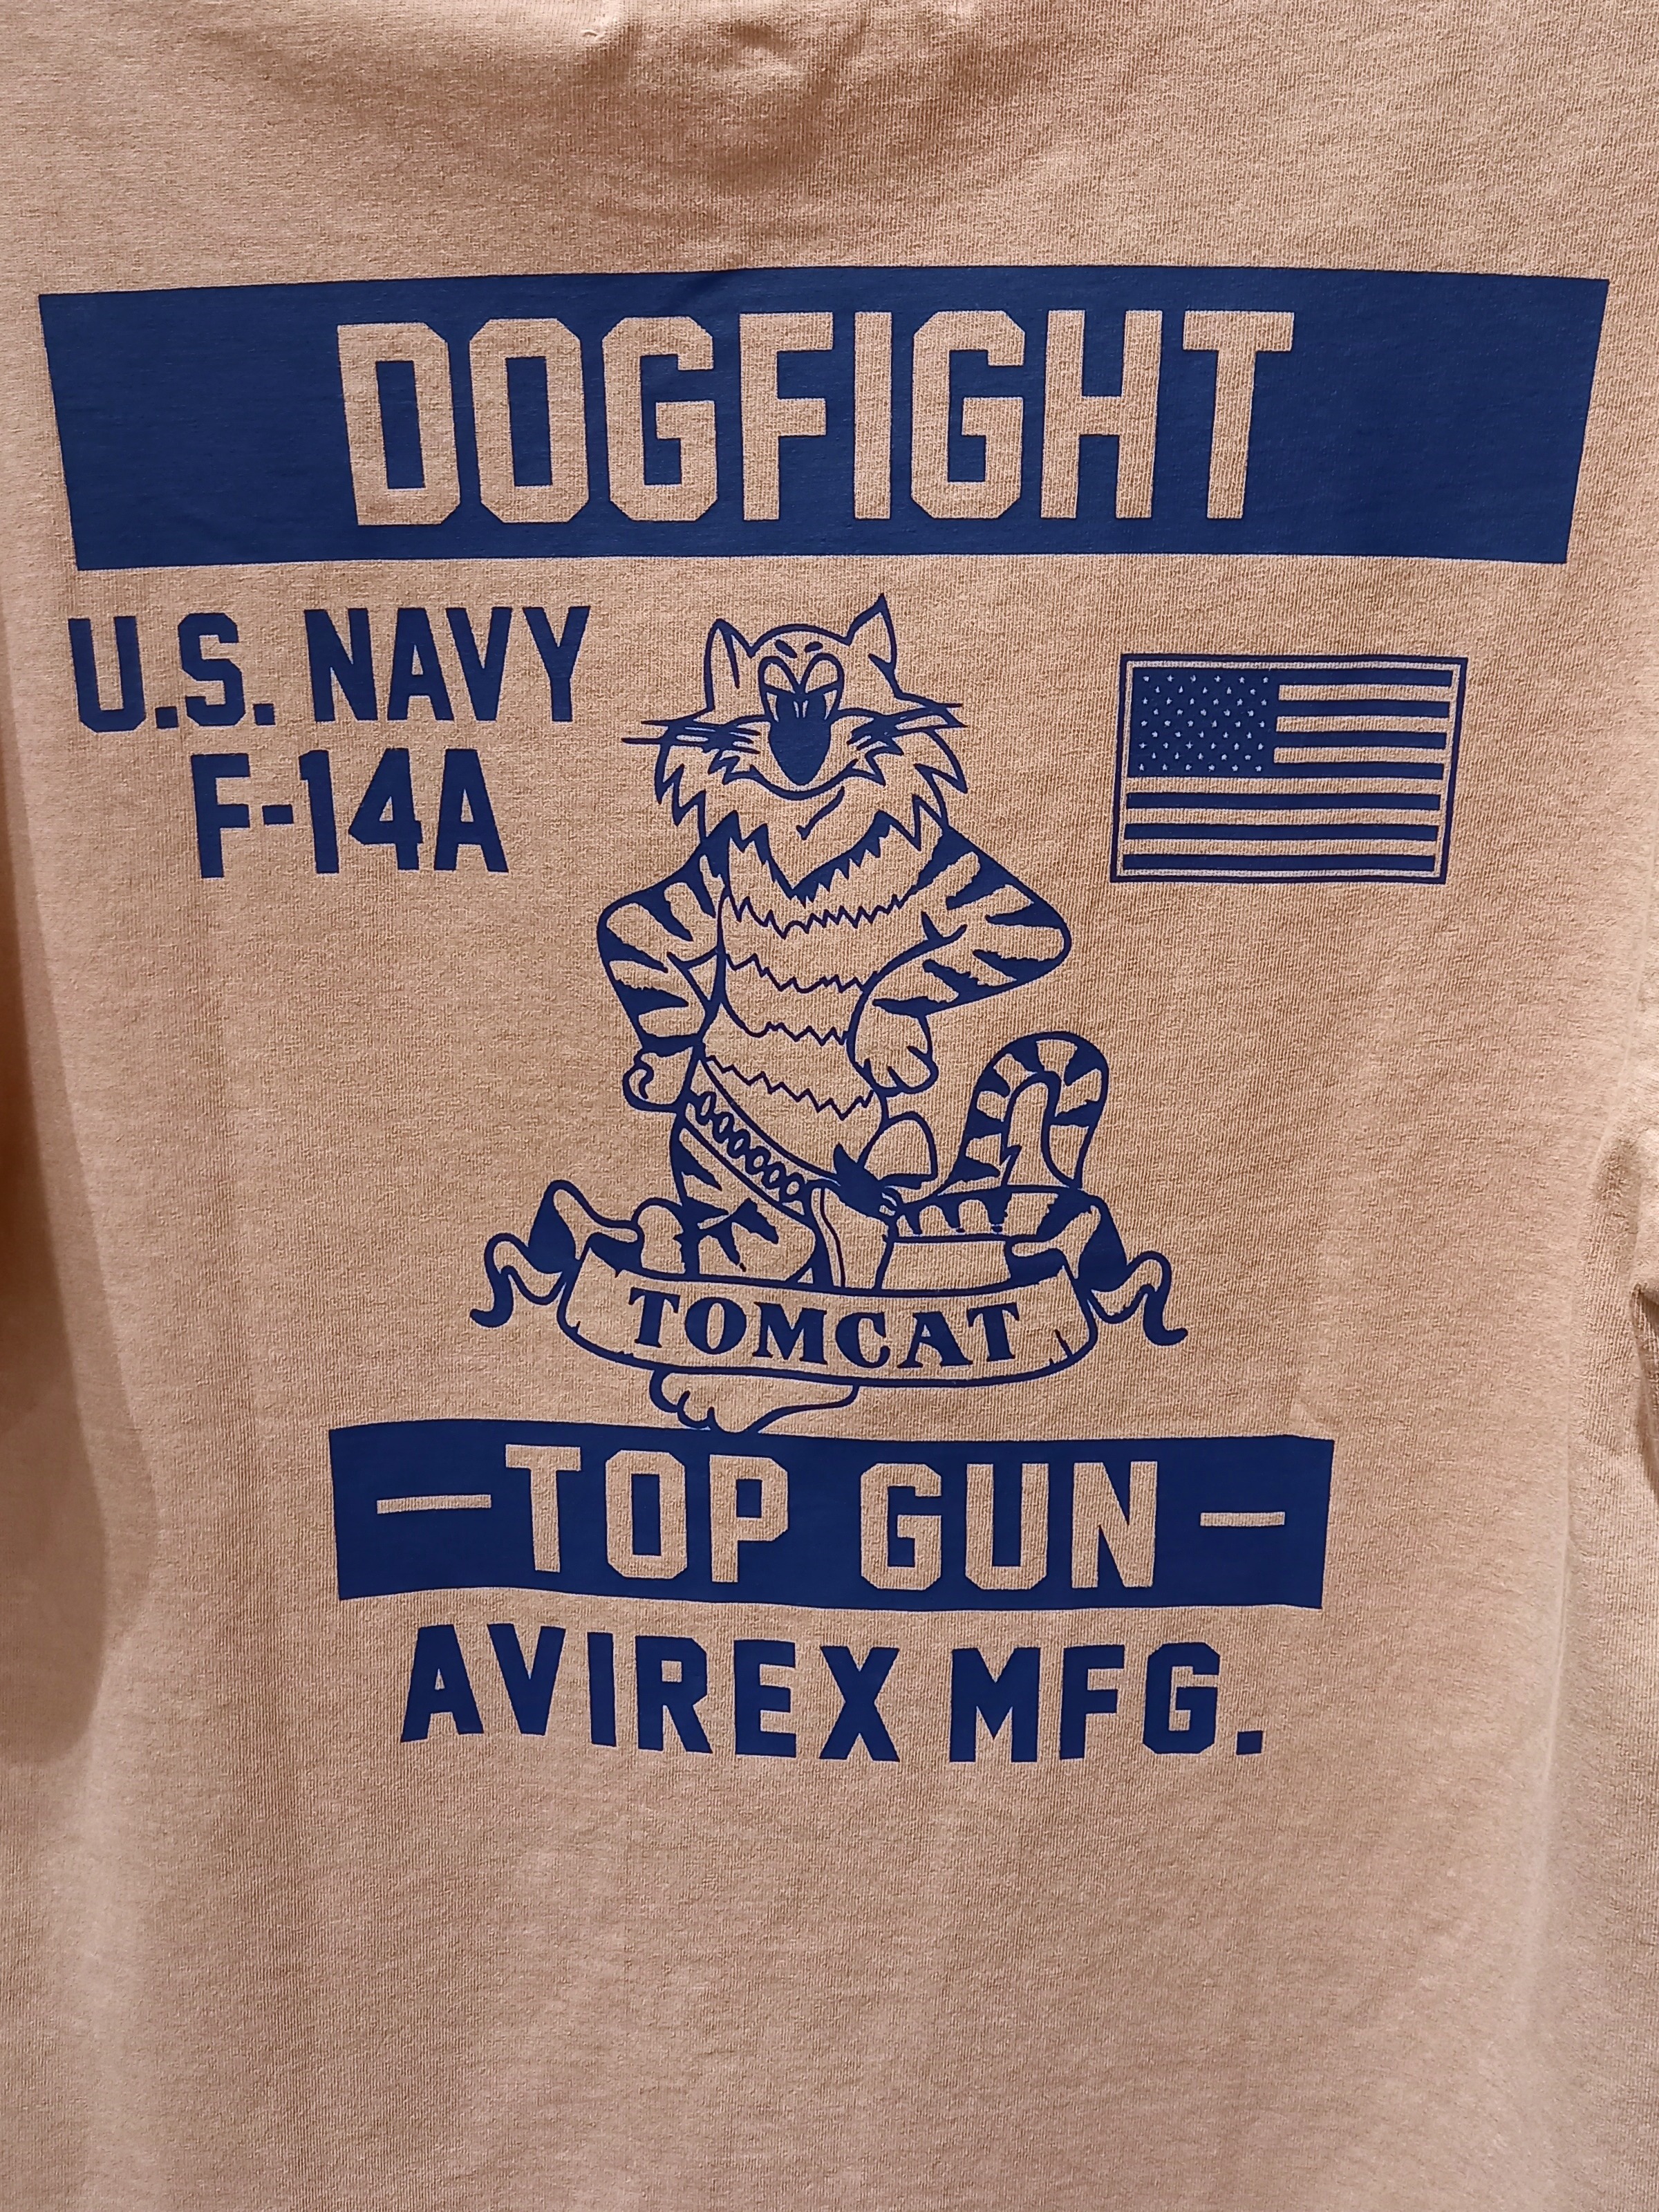 DOGFIGHT
U.S. NAVY
F-14A
TOMCAT
—TOP GUN—
AVIREX MFG.